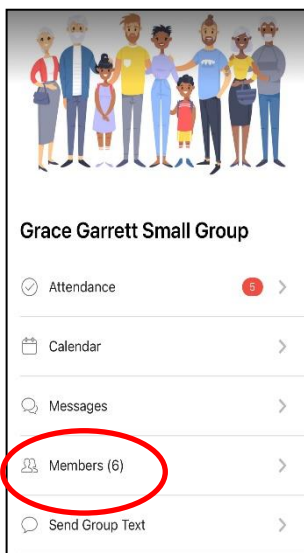 Grace Garrett Small Group
Attendance 5
Calendar
Messages
Members (6)
Send Group Text